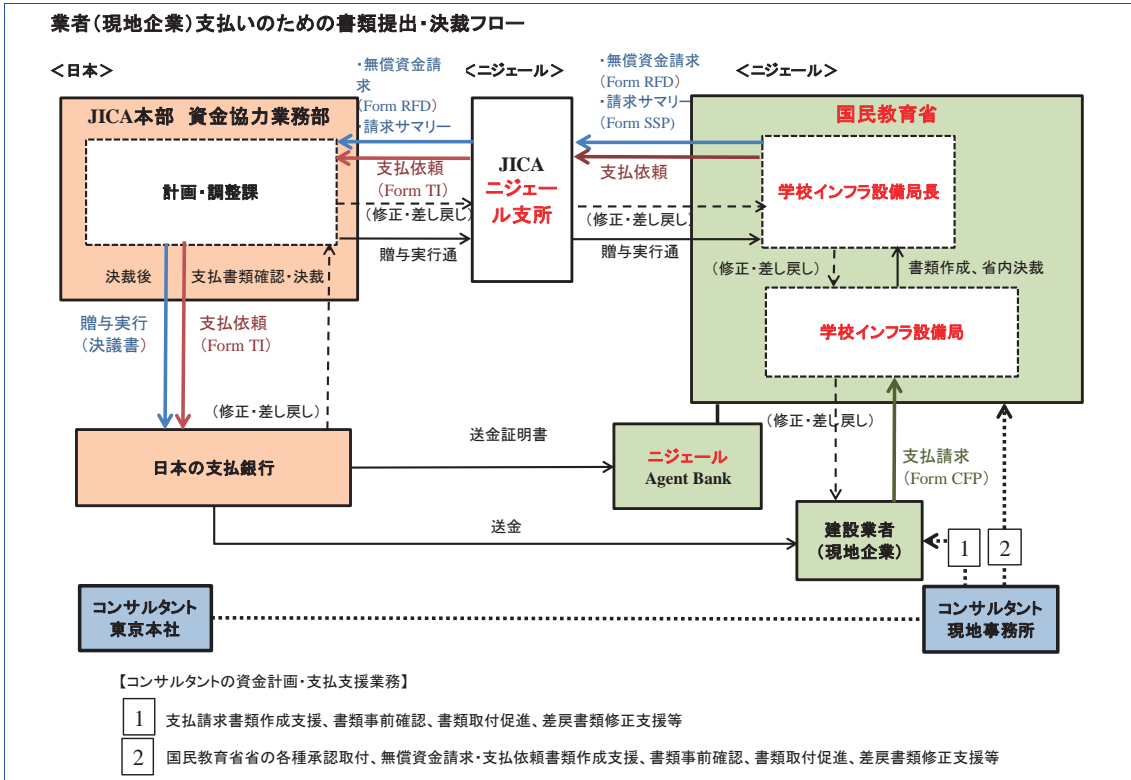 業者(現地企業)支払いのための書類提出・決裁フロー
＜日本＞
＜ニジェール＞
＜ニジェール＞
・無償資金請
求
(Form RFD)
・請求サマリー
・無償資金請求
(Form RFD)
・請求サマリー
(Form SSP)
JICA本部 資金協力業務部
国民教育省
計画・調整課
JICA
ニジェー
ル支所
学校インフラ設備局長
支払依頼
(Form TI)
支払依頼
(修正・差し戻し)
(修正・差し戻し)
贈与実行通
贈与実行通
(修正・差し戻し)
書類作成、省内決裁
決裁後
支払書類確認・決裁
学校インフラ設備局
贈与実行
(決議書)
支払依頼
(Form TI)
(修正・差し戻し)
(修正・差し戻し)
日本の支払銀行
送金証明書
ニジェール
Agent Bank
支払請求
(Form CFP)
送金
建設業者
(現地企業)
1
2
コンサルタント
東京本社
コンサルタント
現地事務所
【コンサルタントの資金計画・支払支援業務】
1 支払請求書類作成支援、書類事前確認、書類取付促進、差戻書類修正支援等
2 国民教育省省の各種承認取付、無償資金請求・支払依頼書類作成支援、書類事前確認、書類取付促進、差戻書類修正支援等